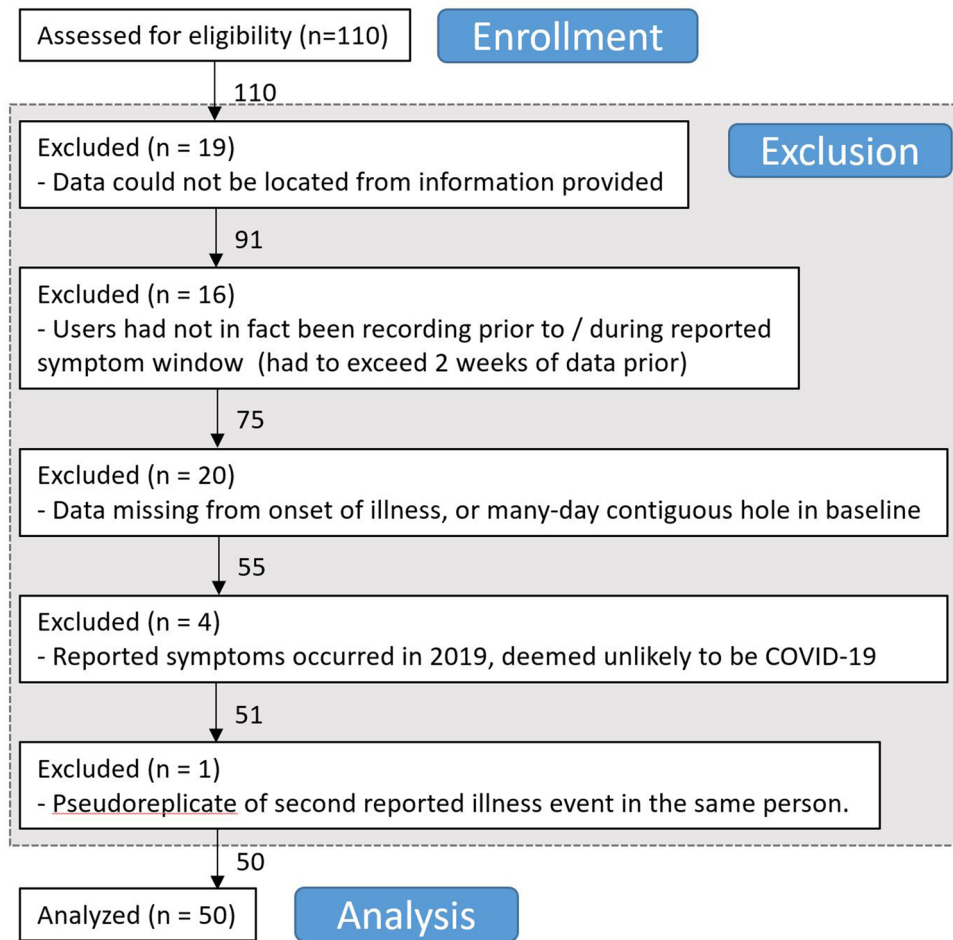 Assessed for eligibility (n=110)
Enrollment
110
Excluded (n = 19)
- Data could not be located from information provided
Exclusion
91
Excluded (n = 16)
- Users had not in fact been recording prior to / during reported
symptom window  (had to exceed 2 weeks of data prior)
75
Excluded (n = 20)
- Data missing from onset of illness, or many-day contiguous hole in baseline
55
Excluded (n = 4)
- Reported symptoms occurred in 2019, deemed unlikely to be COVID-19
51
Excluded (n = 1)
- Pseudoreplicate of second reported illness event in the same person.
50
Analyzed (n = 50)
Analysis